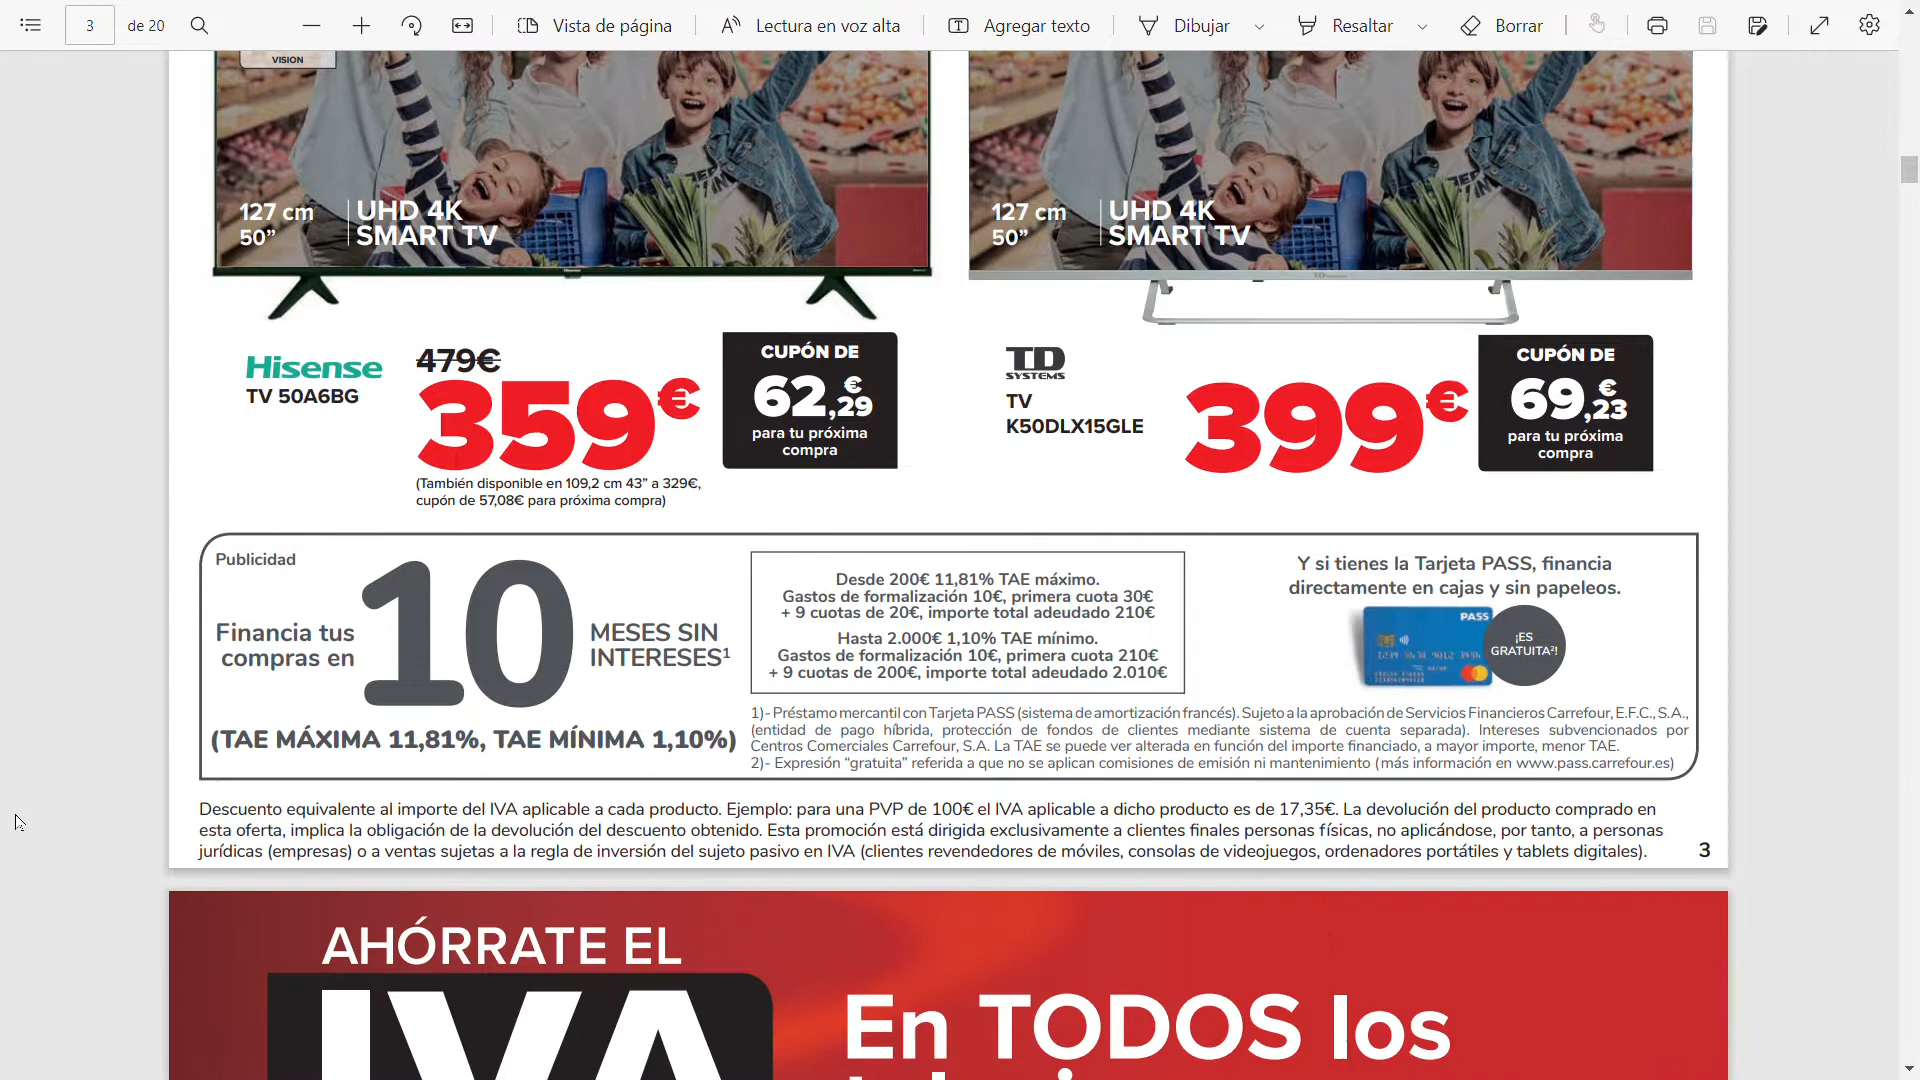 3
de 20
Vista de página
Lectura en voz alta
Agregar texto
Dibujar
Resaltar
Borrar
VISION
127 cm
50”
UHD 4K
SMART TV
127 cm
50”
UHD 4K
SMART TV
Hisense
TV 50A6BG
479€
359€
(También disponible en 109,2 cm 43” a 329€,
cupón de 57,08€ para próxima compra)
CUPÓN DE
62,29€
para tu próxima
compra
TD
SYSTEMS
TV
K50DLX15GLE
399€
CUPÓN DE
69,23€
para tu próxima
compra
Publicidad
Financia tus
compras en
10
MESES SIN
INTERESES¹
(TAE MÁXIMA 11,81%, TAE MÍNIMA 1,10%)
Desde 200€ 11,81% TAE máximo.
Gastos de formalización 10€, primera cuota 30€
+ 9 cuotas de 20€, importe total adeudado 210€
Hasta 2.000€ 1,10% TAE mínimo.
Gastos de formalización 10€, primera cuota 210€
+ 9 cuotas de 200€, importe total adeudado 2.010€
Y si tienes la Tarjeta PASS, financia
directamente en cajas y sin papeleos.
PASS
¡ES
GRATUITA²!
1)- Préstamo mercantil con Tarjeta PASS (sistema de amortización francés). Sujeto a la aprobación de Servicios Financieros Carrefour, E.F.C., S.A.,
(entidad de pago híbrida, protección de fondos de clientes mediante sistema de cuenta separada). Intereses subvencionados por
Centros Comerciales Carrefour, S.A. La TAE se puede ver alterada en función del importe financiado, a mayor importe, menor TAE.
2)- Expresión “gratuita” referida a que no se aplican comisiones de emisión ni mantenimiento (más información en www.pass.carrefour.es)
Descuento equivalente al importe del IVA aplicable a cada producto. Ejemplo: para una PVP de 100€ el IVA aplicable a dicho producto es de 17,35€. La devolución del producto comprado en
esta oferta, implica la obligación de la devolución del descuento obtenido. Esta promoción está dirigida exclusivamente a clientes finales personas físicas, no aplicándose, por tanto, a personas
jurídicas (empresas) o a ventas sujetas a la regla de inversión del sujeto pasivo en IVA (clientes revendedores de móviles, consolas de videojuegos, ordenadores portátiles y tablets digitales).
3
AHÓRRATE EL
IVA
En TODOS los